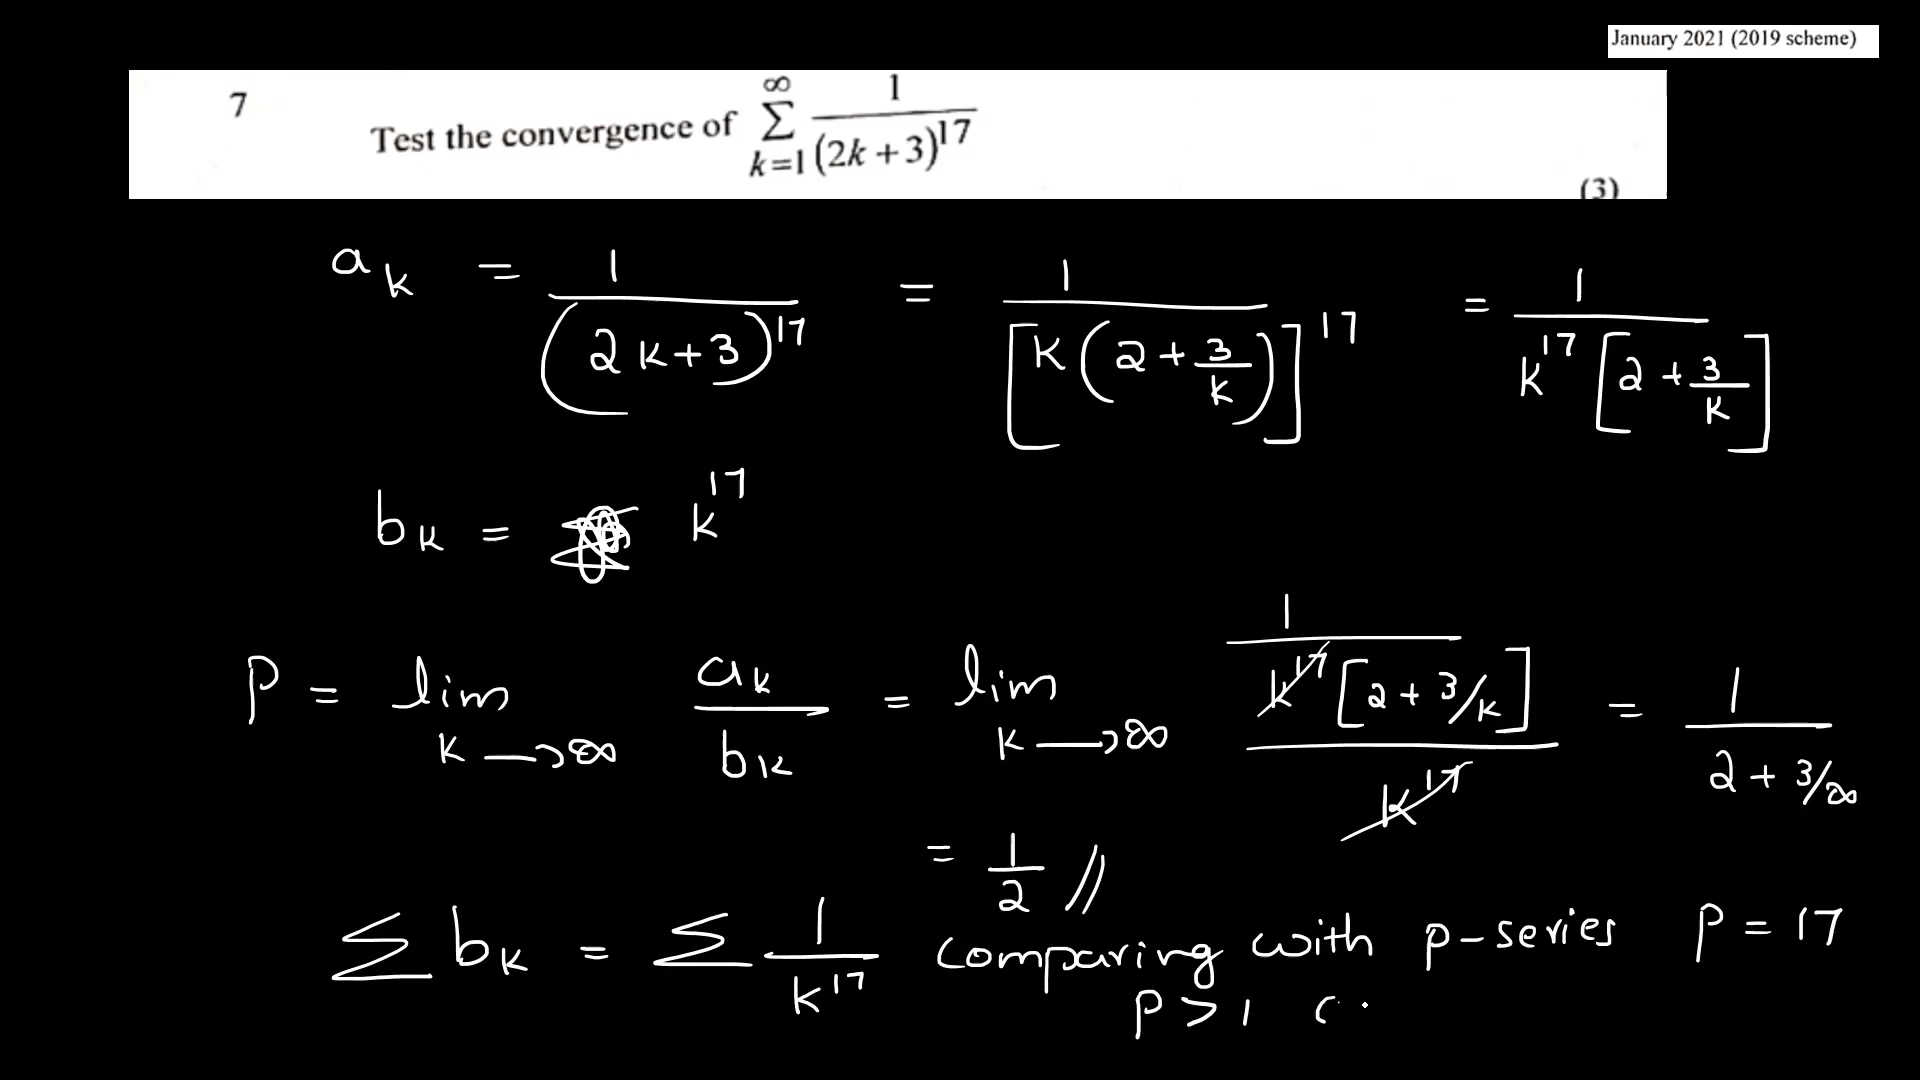 January 2021 (2019 scheme)
7 Test the convergence of ∞ ∑ k=1 1/(2k+3)^17
(3)
a_k = 1/(2k+3)^17 = 1/[k(2+3/k)]^17 = 1/k^17[2+3/k]
b_k = k^17
P = lim k→∞ a_k/b_k = lim k→∞ (1/k^17[2+3/k])/k^17 = 1/(2+3/∞)
= 1/2 //
∑ b_k = ∑ 1/k^17 comparing with p-series P = 17
P > 1 (